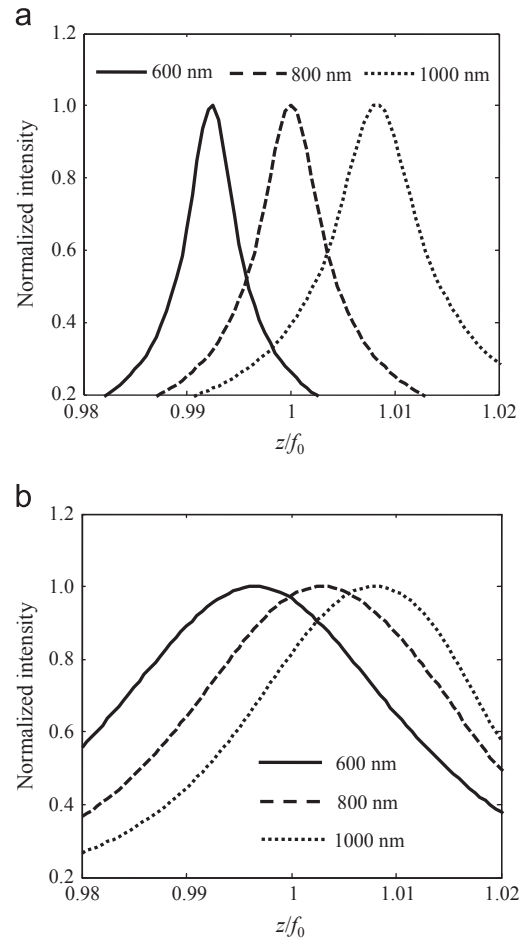 a
1.2
600 nm 800 nm 1000 nm
1.0
0.8
0.6
0.4
0.2
Normalized intensity
0.98 0.99 1 1.01 1.02
z/f0
b
1.2
1.0
0.8
0.6
0.4
0.2
Normalized intensity
600 nm
800 nm
1000 nm
0.98 0.99 1 1.01 1.02
z/f0